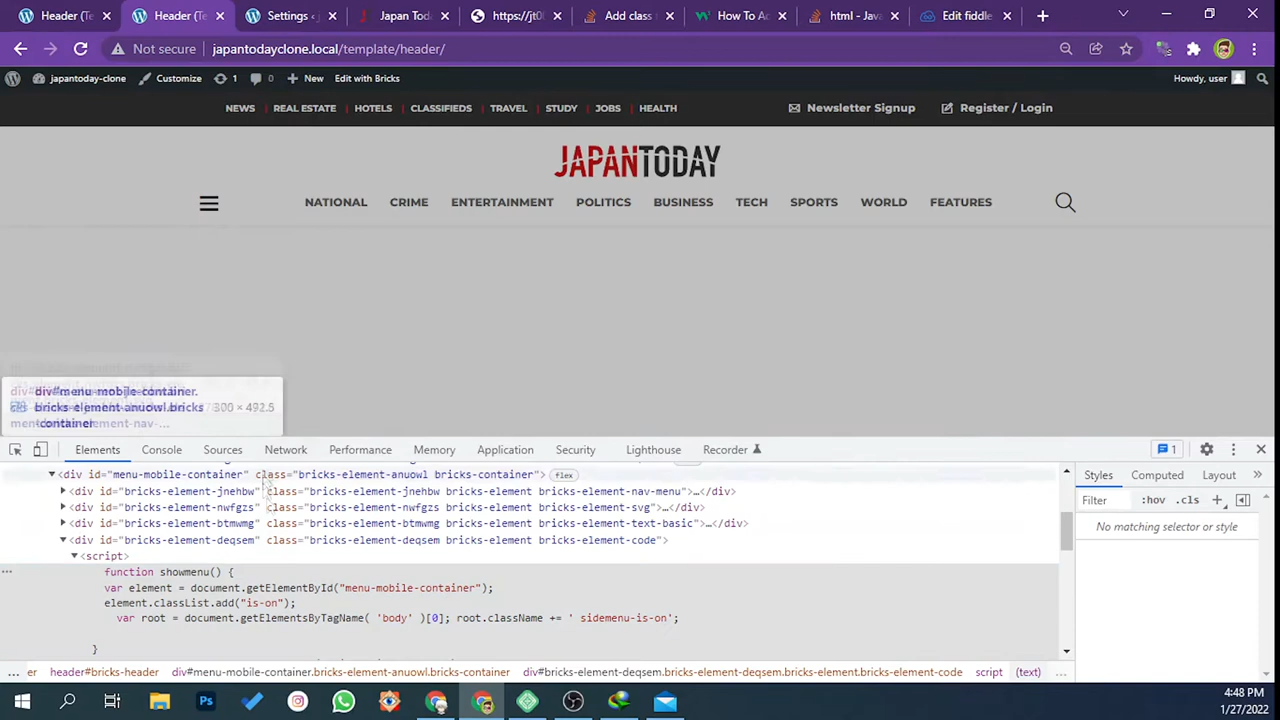 Header (Te
Header (Te
Settings ‹
Japan Tod
https://jt0
Add class
How To A
html - Java
Edit fiddle
Not secure
japantodayclone.local/template/header/
japantoday-clone
Customize
1
0
New
Edit with Bricks
Howdy, user
NEWS | REAL ESTATE | HOTELS | CLASSIFIEDS | TRAVEL | STUDY | JOBS | HEALTH
Newsletter Signup
Register / Login
JAPANTODAY
NATIONAL CRIME ENTERTAINMENT POLITICS BUSINESS TECH SPORTS WORLD FEATURES
div#menu-mobile-container.
bricks-element-anuowl.bricks 300 × 492.5
container
Elements Console Sources Network Performance Memory Application Security Lighthouse Recorder 1
▼<div id="menu-mobile-container" class="bricks-element-anuowl bricks-container"> flex
▶<div id="bricks-element-jnehbw" class="bricks-element-jnehbw bricks-element bricks-element-nav-menu">…</div>
▶<div id="bricks-element-nwfgzs" class="bricks-element-nwfgzs bricks-element bricks-element-svg">…</div>
▶<div id="bricks-element-btmwmg" class="bricks-element-btmwmg bricks-element bricks-element-text-basic">…</div>
▼<div id="bricks-element-deqsem" class="bricks-element-deqsem bricks-element bricks-element-code">
▼<script>
function showmenu() {
var element = document.getElementById("menu-mobile-container");
element.classList.add("is-on");
var root = document.getElementsByTagName( 'body' )[0]; root.className += ' sidemenu-is-on';
}
Styles Computed Layout
Filter :hov .cls
No matching selector or style
... er header#bricks-header div#menu-mobile-container.bricks-element-anuowl.bricks-container div#bricks-element-deqsem.bricks-element-deqsem.bricks-element.bricks-element-code script (text) ...
4:48 PM
1/27/2022